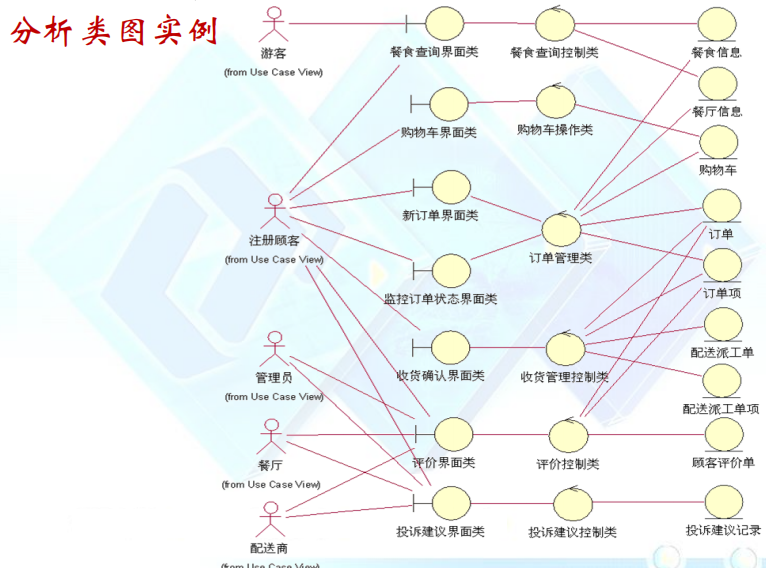 分析类图实例
游客
(from Use Case View)
餐食查询界面类
餐食查询控制类
餐食信息
餐厅信息
购物车界面类
购物车操作类
购物车
注册顾客
(from Use Case View)
新订单界面类
订单管理类
订单
监控订单状态界面类
订单项
管理员
(from Use Case View)
收货确认界面类
收货管理控制类
配送派工单
配送派工单项
餐厅
(from Use Case View)
评价界面类
评价控制类
顾客评价单
配送商
(from Use Case View)
投诉建议界面类
投诉建议控制类
投诉建议记录